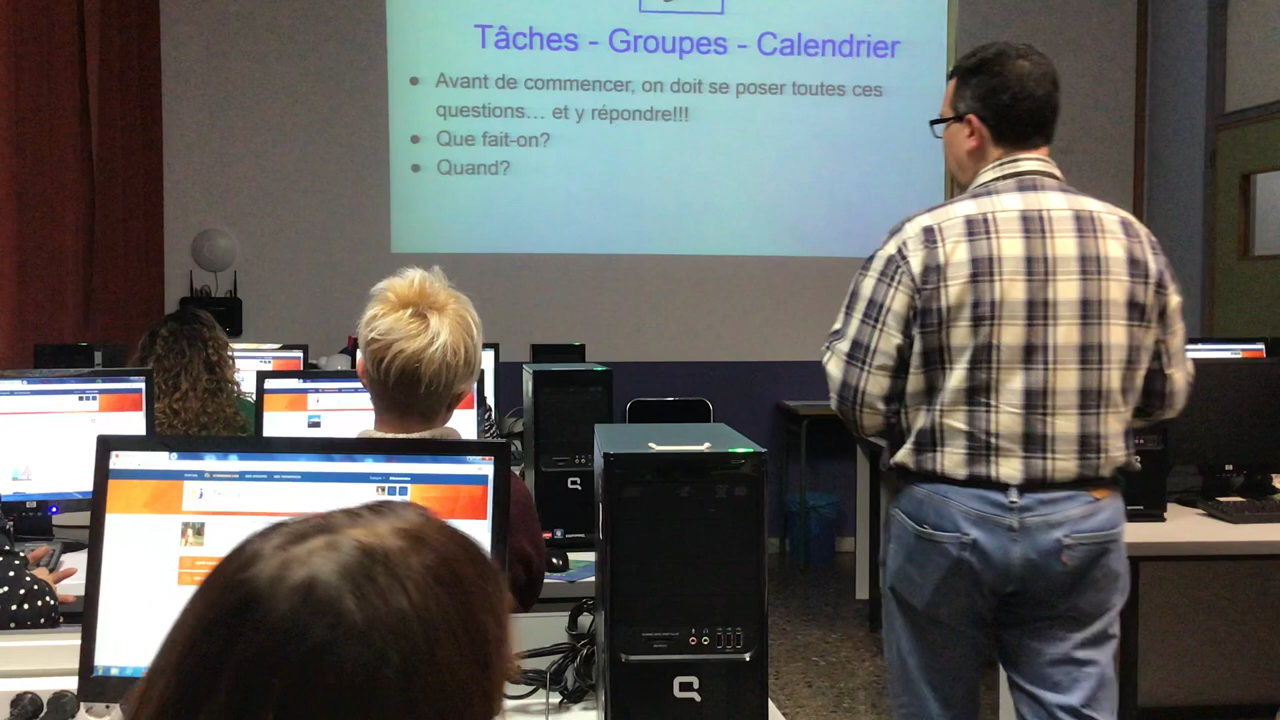 Tâches - Groupes - Calendrier
Avant de commencer, on doit se poser toutes ces
questions... et y répondre!!!
Que fait-on?
Quand?